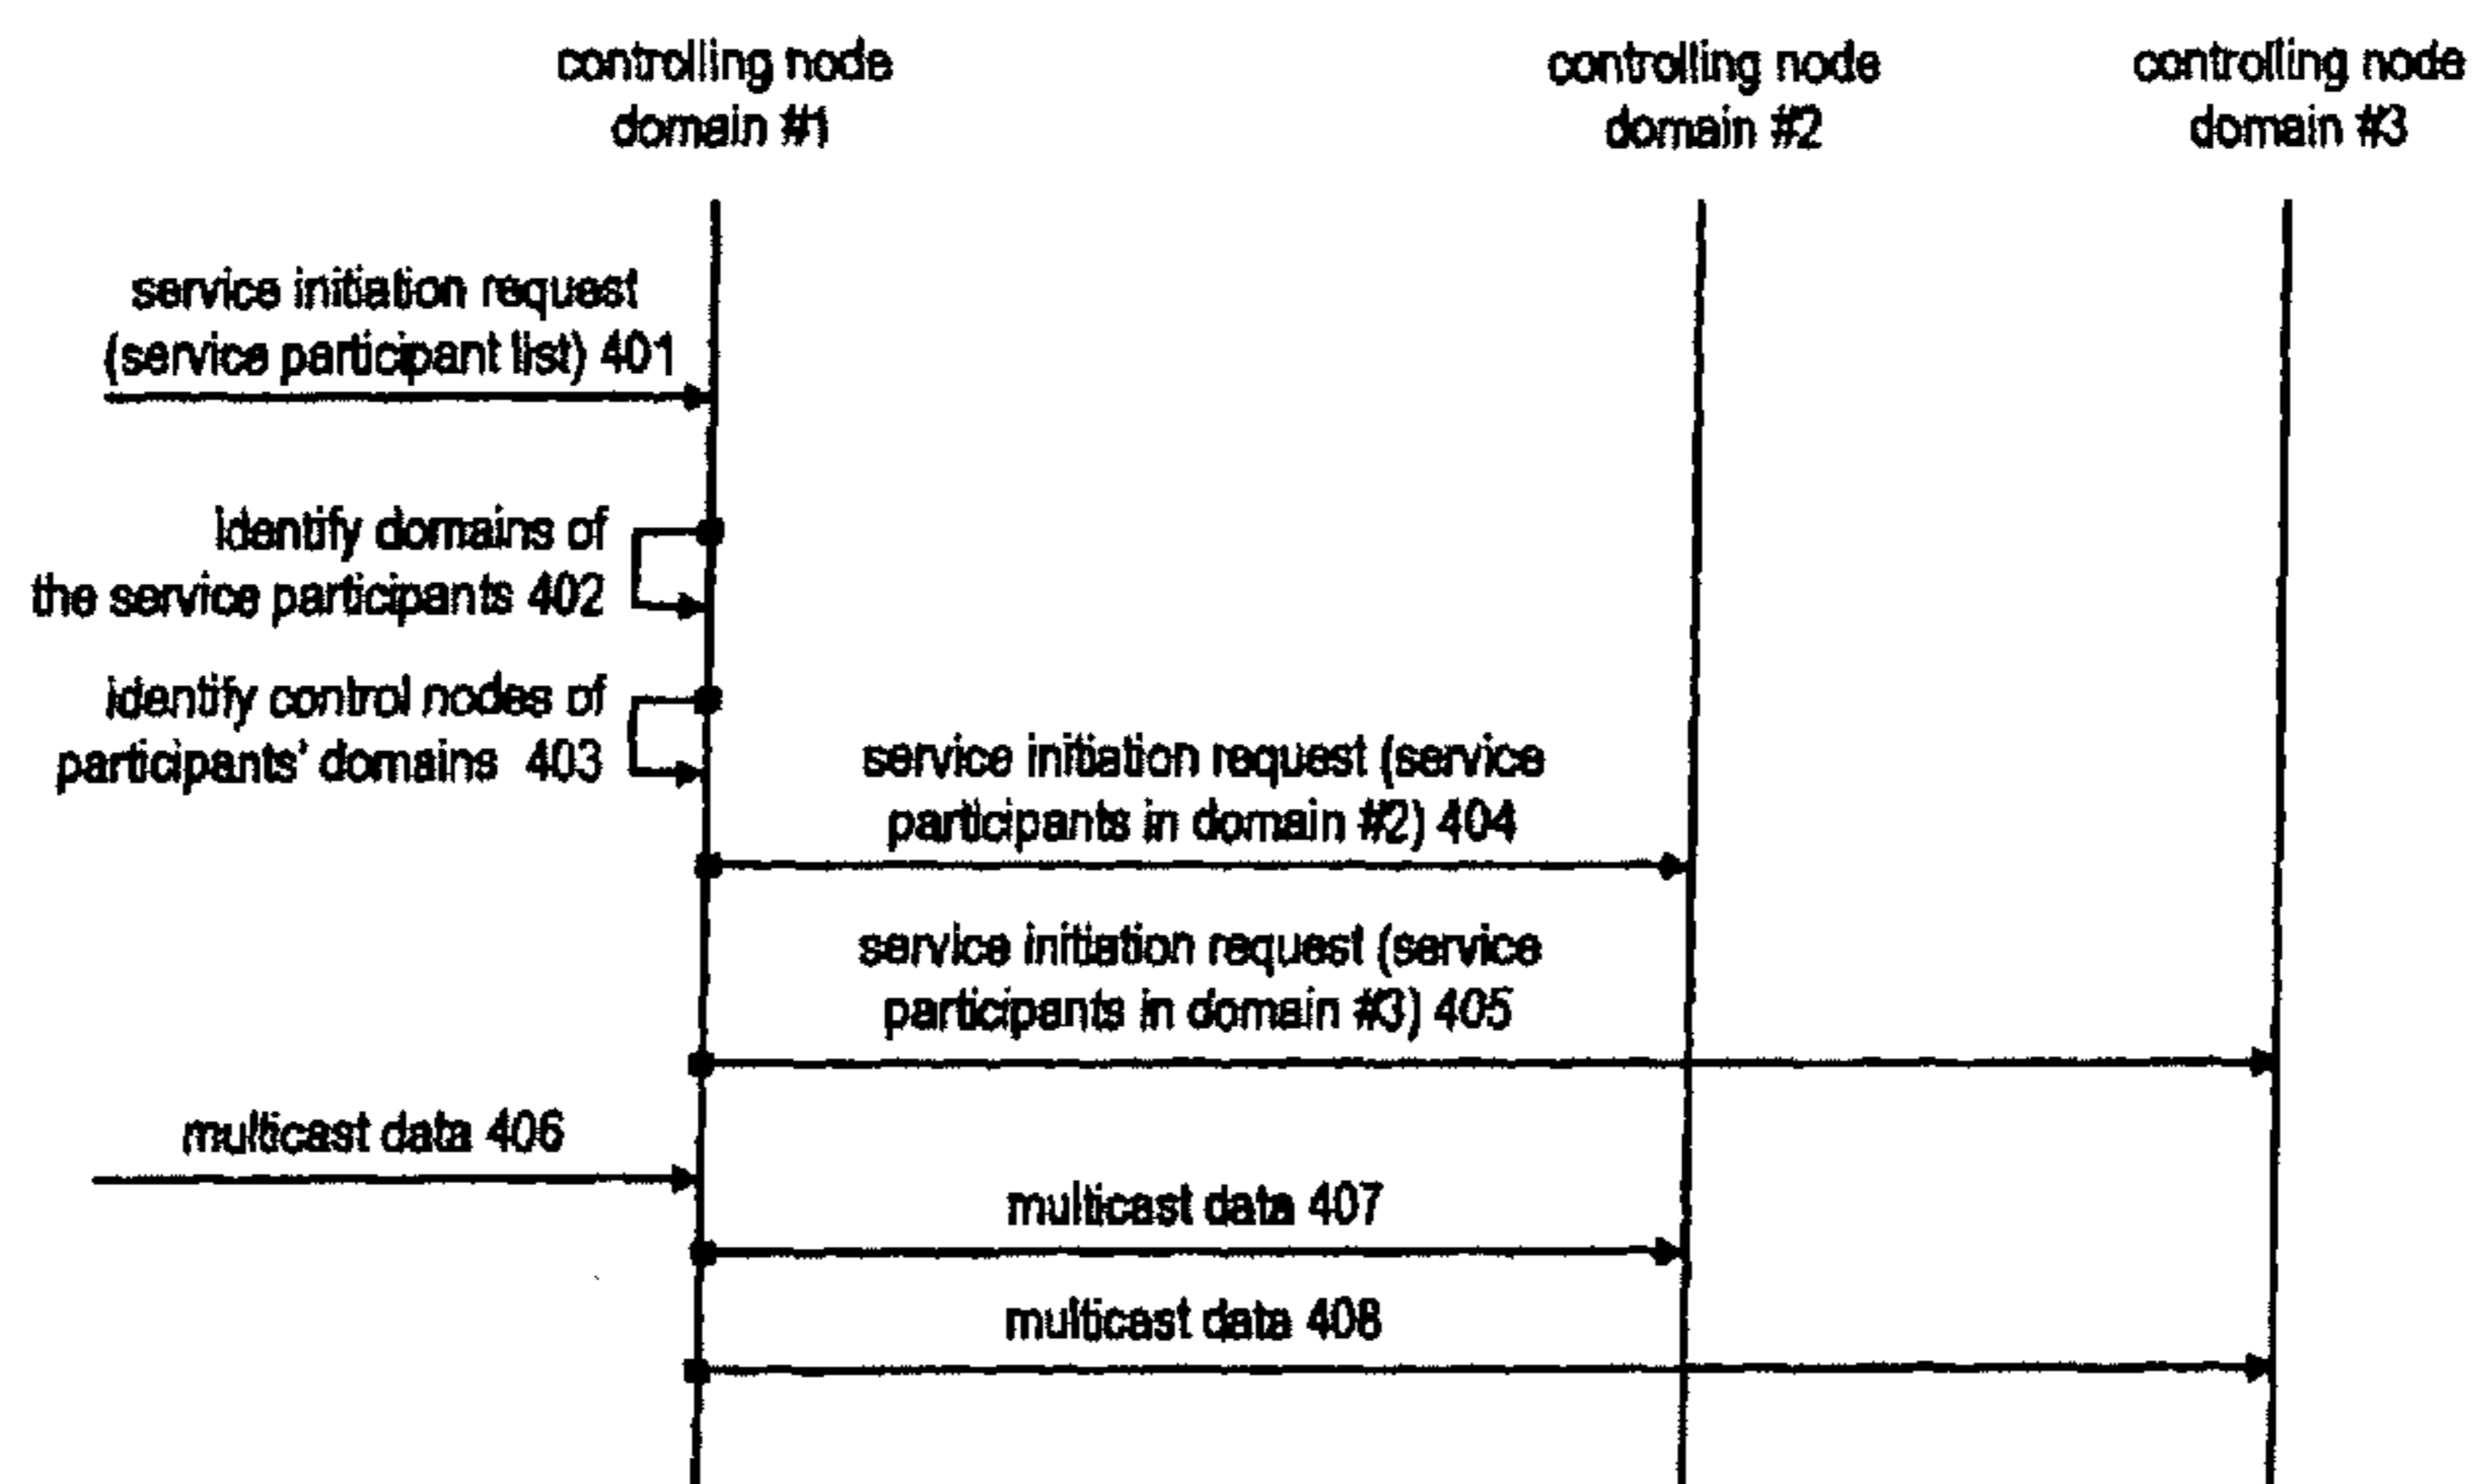 controlling node
domain #1
controlling node
domain #2
controlling node
domain #3
service initiation request
(service participant list) 401
identify domains of
the service participants 402
identify control nodes of
participants' domains 403
service initiation request (service
participants in domain #2) 404
service initiation request (service
participants in domain #3) 405
multicast data 406
multicast data 407
multicast data 408